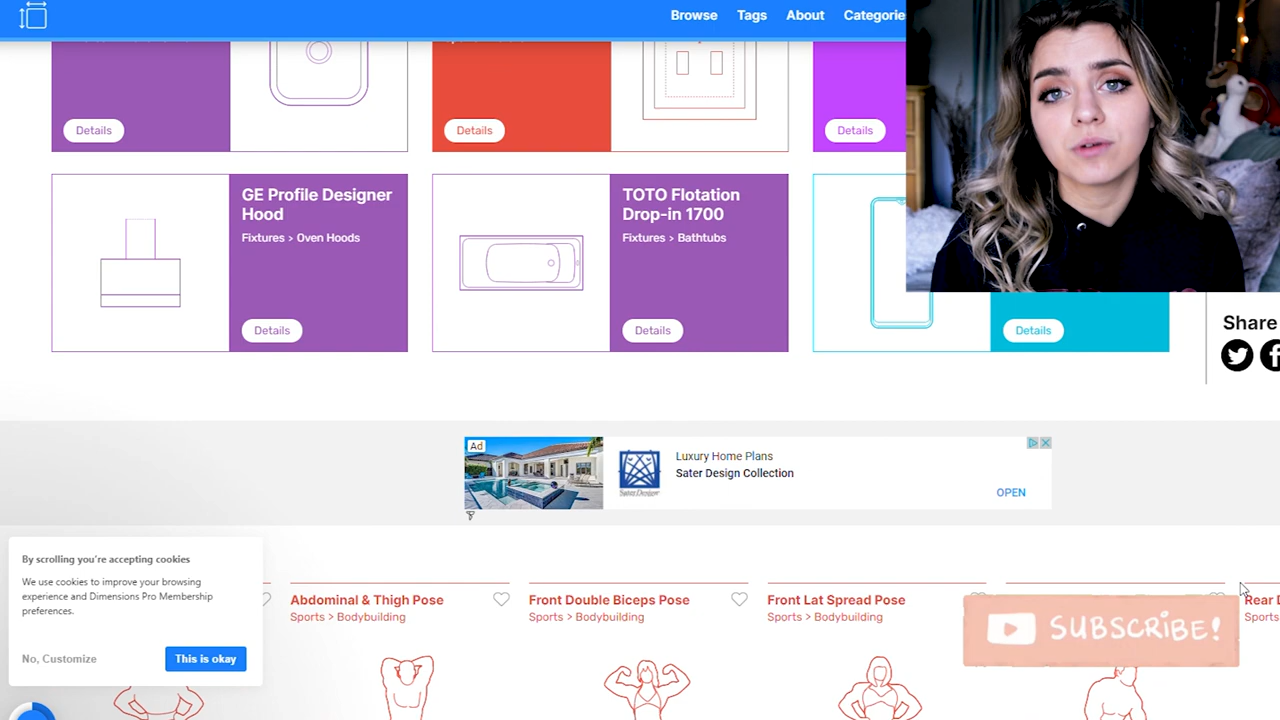 Browse
Tags
About
Categorie
Details
Details
Details
GE Profile Designer
Hood
Fixtures > Oven Hoods
Details
TOTO Flotation
Drop-in 1700
Fixtures > Bathtubs
Details
Details
Share
Ad
Luxury Home Plans
Sater Design Collection
OPEN
Sater Design
By scrolling you're accepting cookies
We use cookies to improve your browsing
experience and Dimensions Pro Membership
preferences.
No, Customize
This is okay
Abdominal & Thigh Pose
Sports > Bodybuilding
Front Double Biceps Pose
Sports > Bodybuilding
Front Lat Spread Pose
Sports > Bodybuilding
Rear D
Sports
SUBSCRIBE!